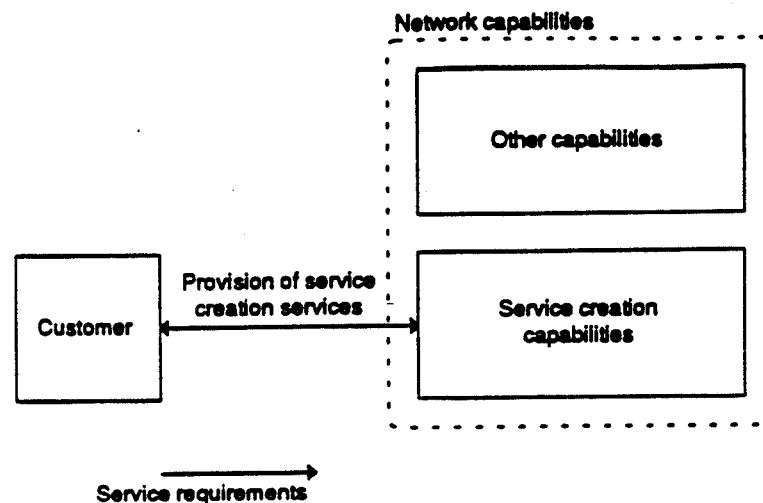 Network capabilities
Other capabilities
Provision of service
creation services
Customer
Service creation
capabilities
Service requirements